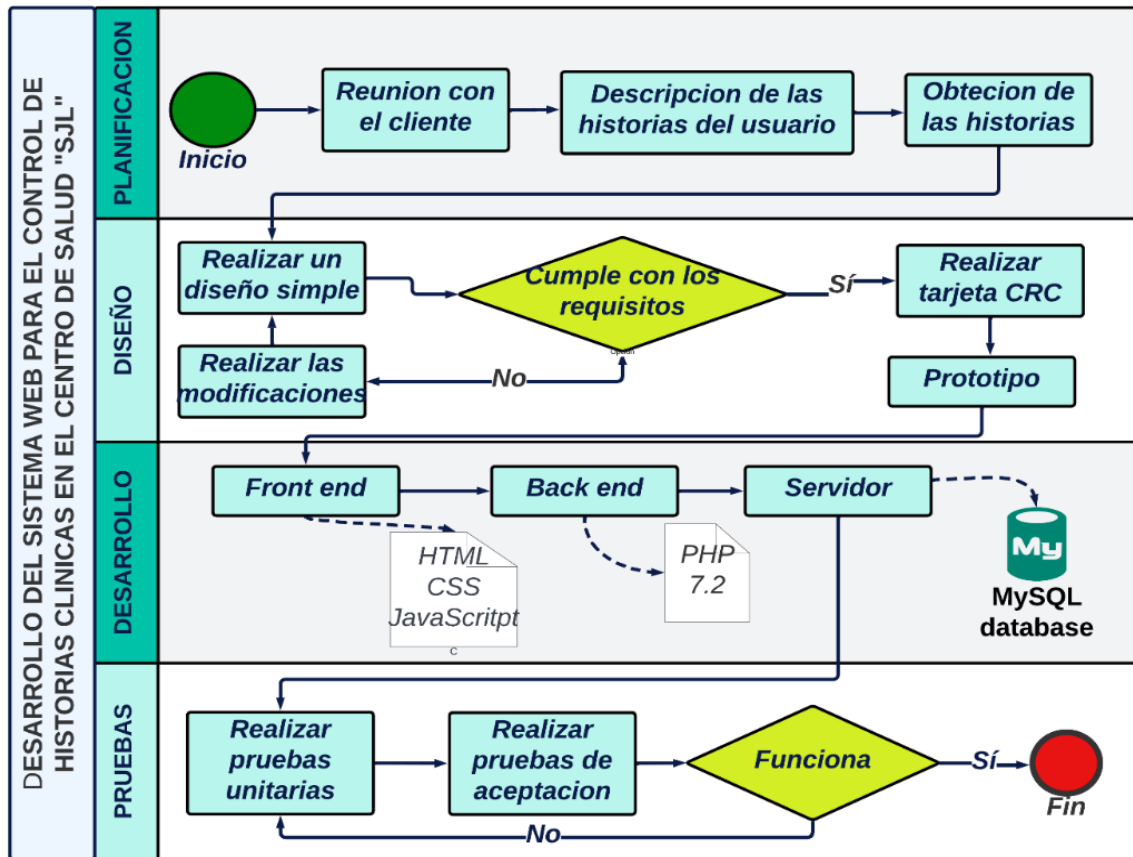 DESARROLLO DEL SISTEMA WEB PARA EL CONTROL DE
HISTORIAS CLINICAS EN EL CENTRO DE SALUD "SJL"
PLANIFICACION
Inicio
Reunion con
el cliente
Descripcion de las
historias del usuario
Obtecion de
las historias
DISEÑO
Realizar un
diseño simple
Cumple con los
requisitos
Option
Sí
Realizar
tarjeta CRC
Realizar las
modificaciones
No
Prototipo
DESARROLLO
Front end
Back end
Servidor
HTML
CSS
JavaScritpt
C
PHP
7.2
My
MySQL
database
PRUEBAS
Realizar
pruebas
unitarias
Realizar
pruebas de
aceptacion
Funciona
Sí
Fin
No